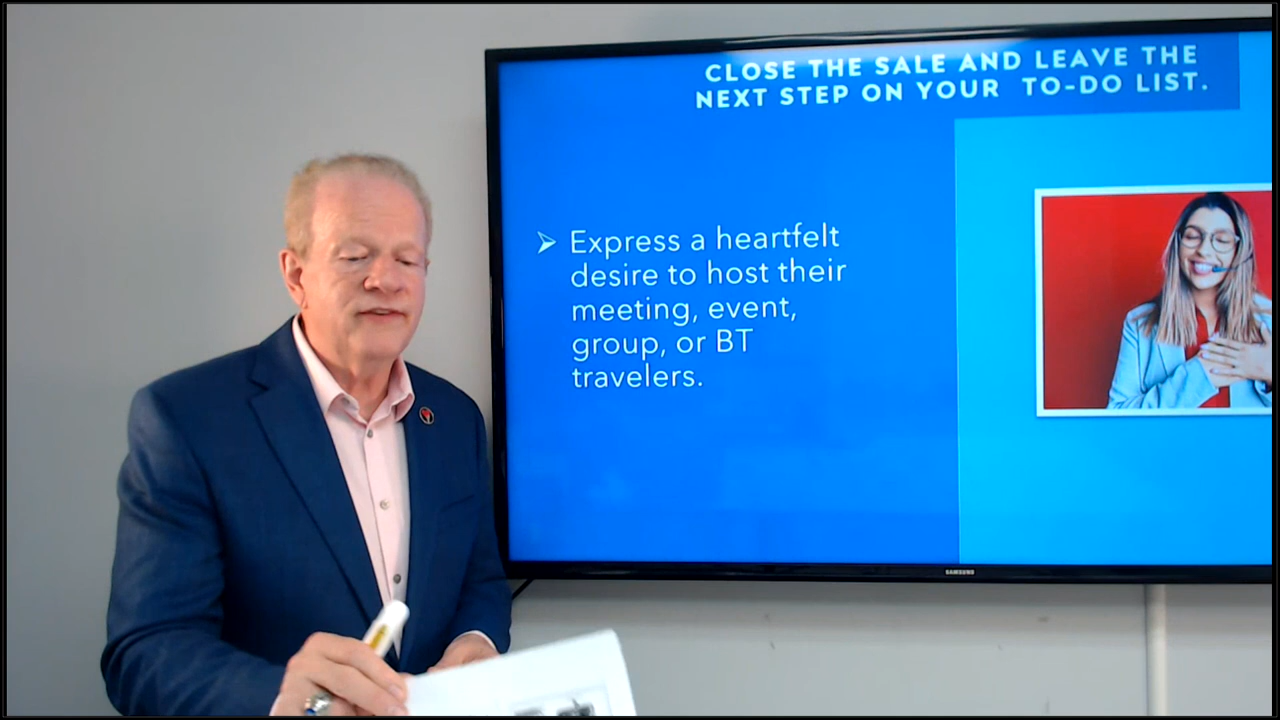 CLOSE THE SALE AND LEAVE THE
NEXT STEP ON YOUR TO-DO LIST.
➢ Express a heartfelt
desire to host their
meeting, event,
group, or BT
travelers.
SAMSUNG